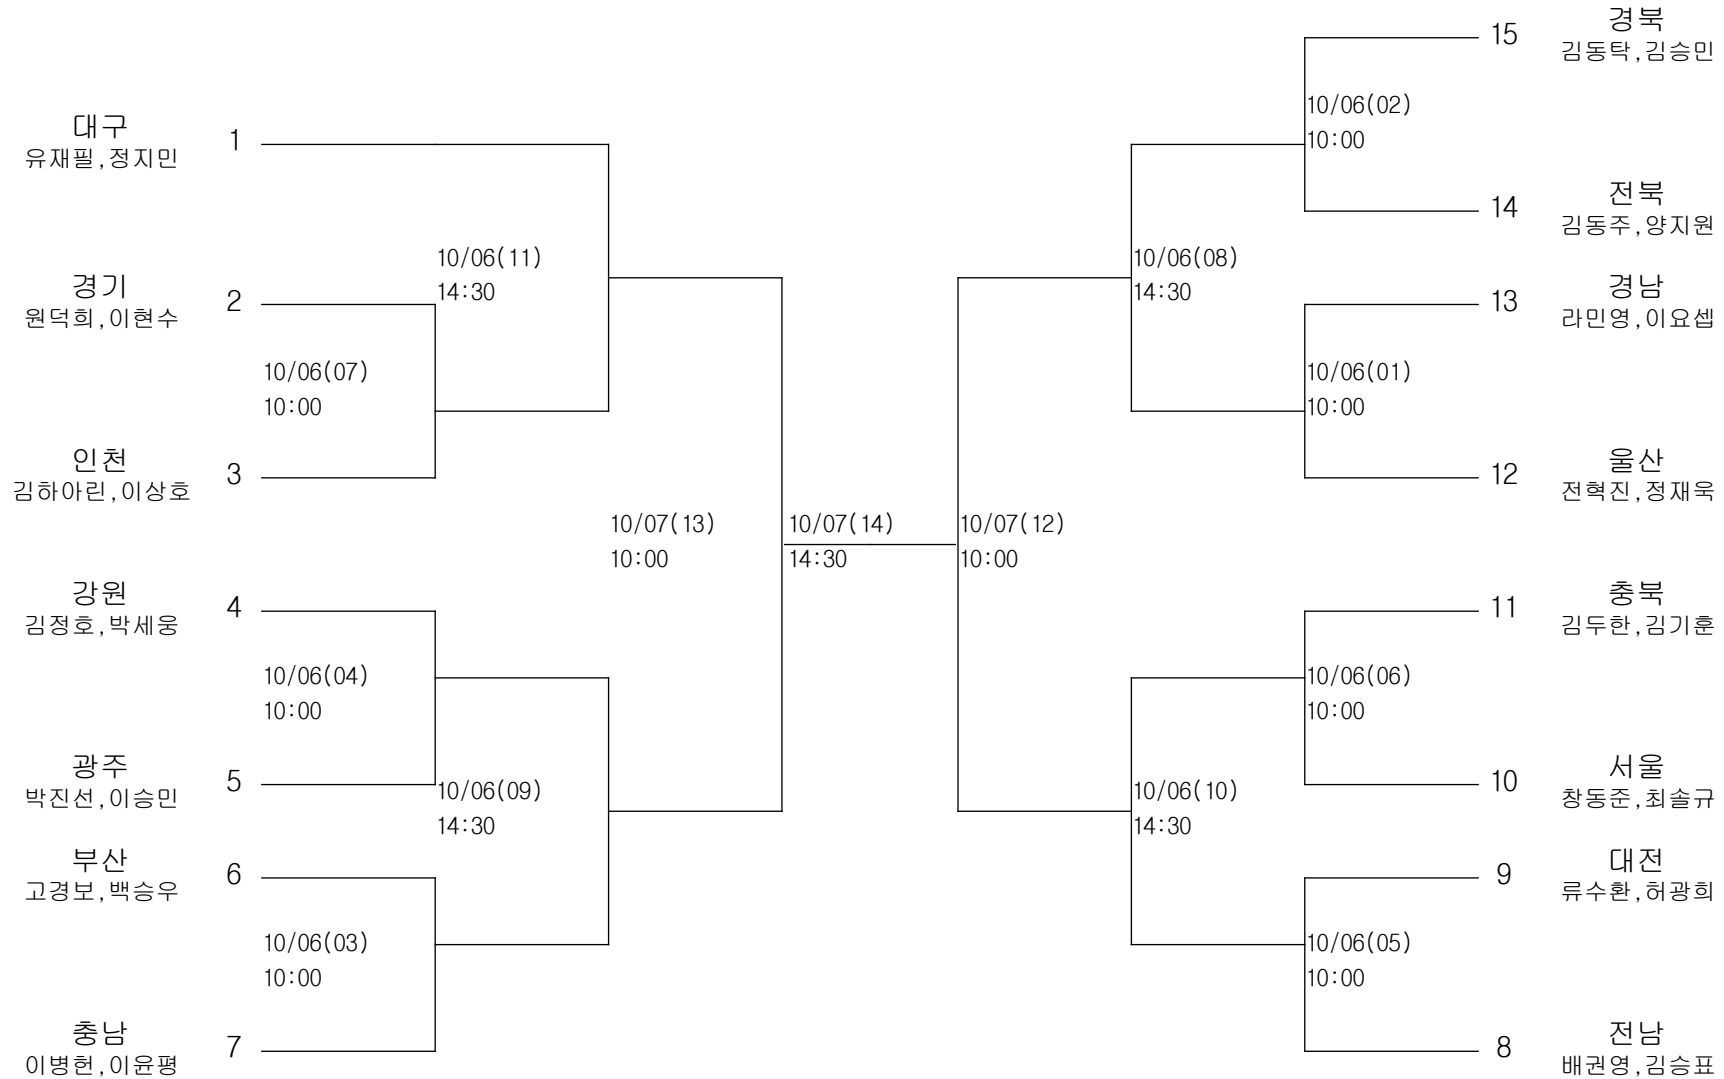 대구
유재필,정지민
1
10/06(11)
14:30
경기
원덕희,이현수
2
10/06(07)
10:00
인천
김하아린,이상호
3
10/07(13)
10:00
강원
김정호,박세웅
4
10/06(04)
10:00
광주
박진선,이승민
5
10/06(09)
14:30
부산
고경보,백승우
6
10/06(03)
10:00
충남
이병헌,이윤평
7
10/07(14)
14:30
10/07(12)
10:00
15
경북
김동탁,김승민
10/06(02)
10:00
14
전북
김동주,양지원
10/06(08)
14:30
13
경남
라민영,이요셉
10/06(01)
10:00
12
울산
전혁진,정재욱
11
충북
김두한,김기훈
10/06(06)
10:00
10
서울
창동준,최솔규
10/06(10)
14:30
9
대전
류수환,허광희
10/06(05)
10:00
8
전남
배권영,김승표